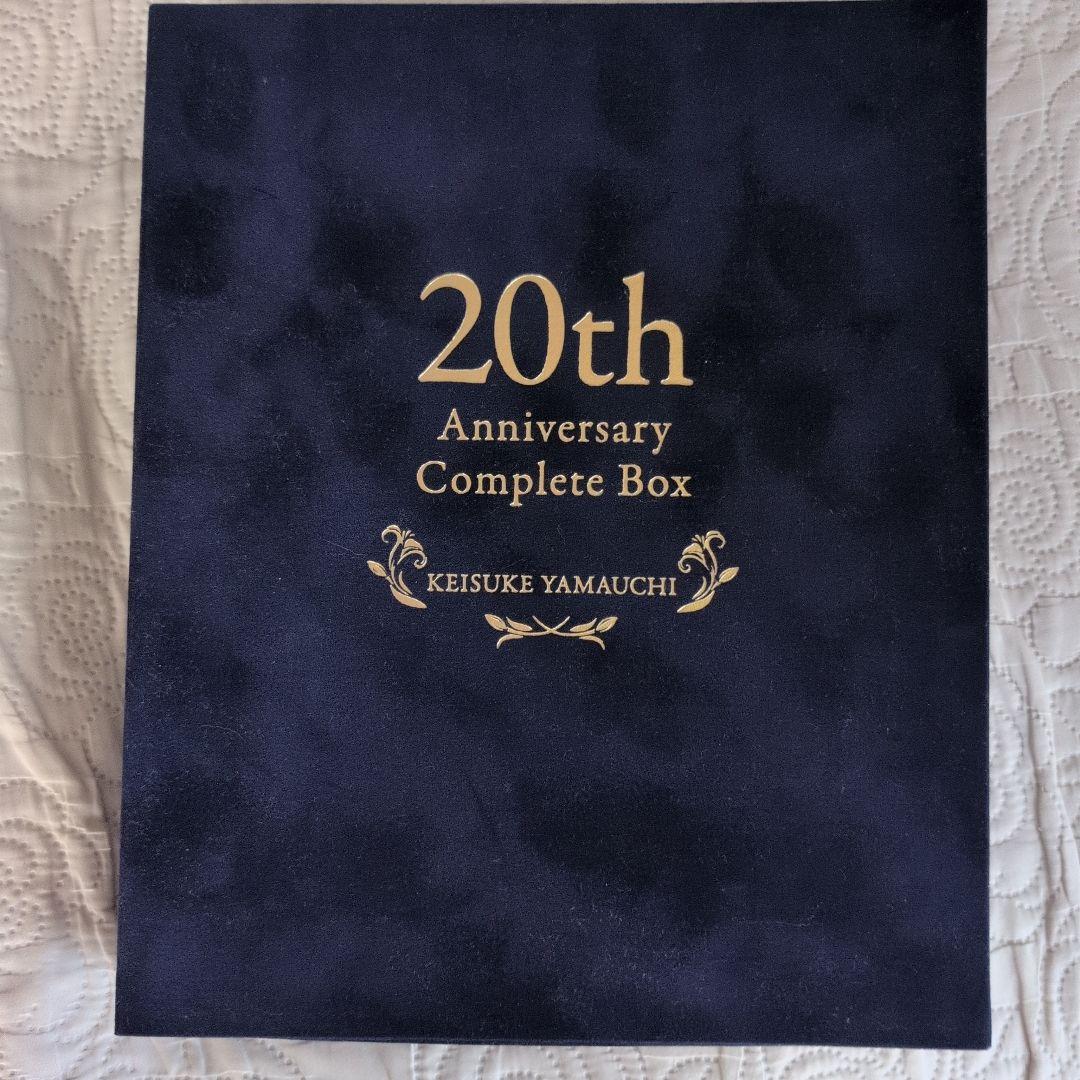 20th
Anniversary
Complete Box
KEISUKE YAMAUCHI